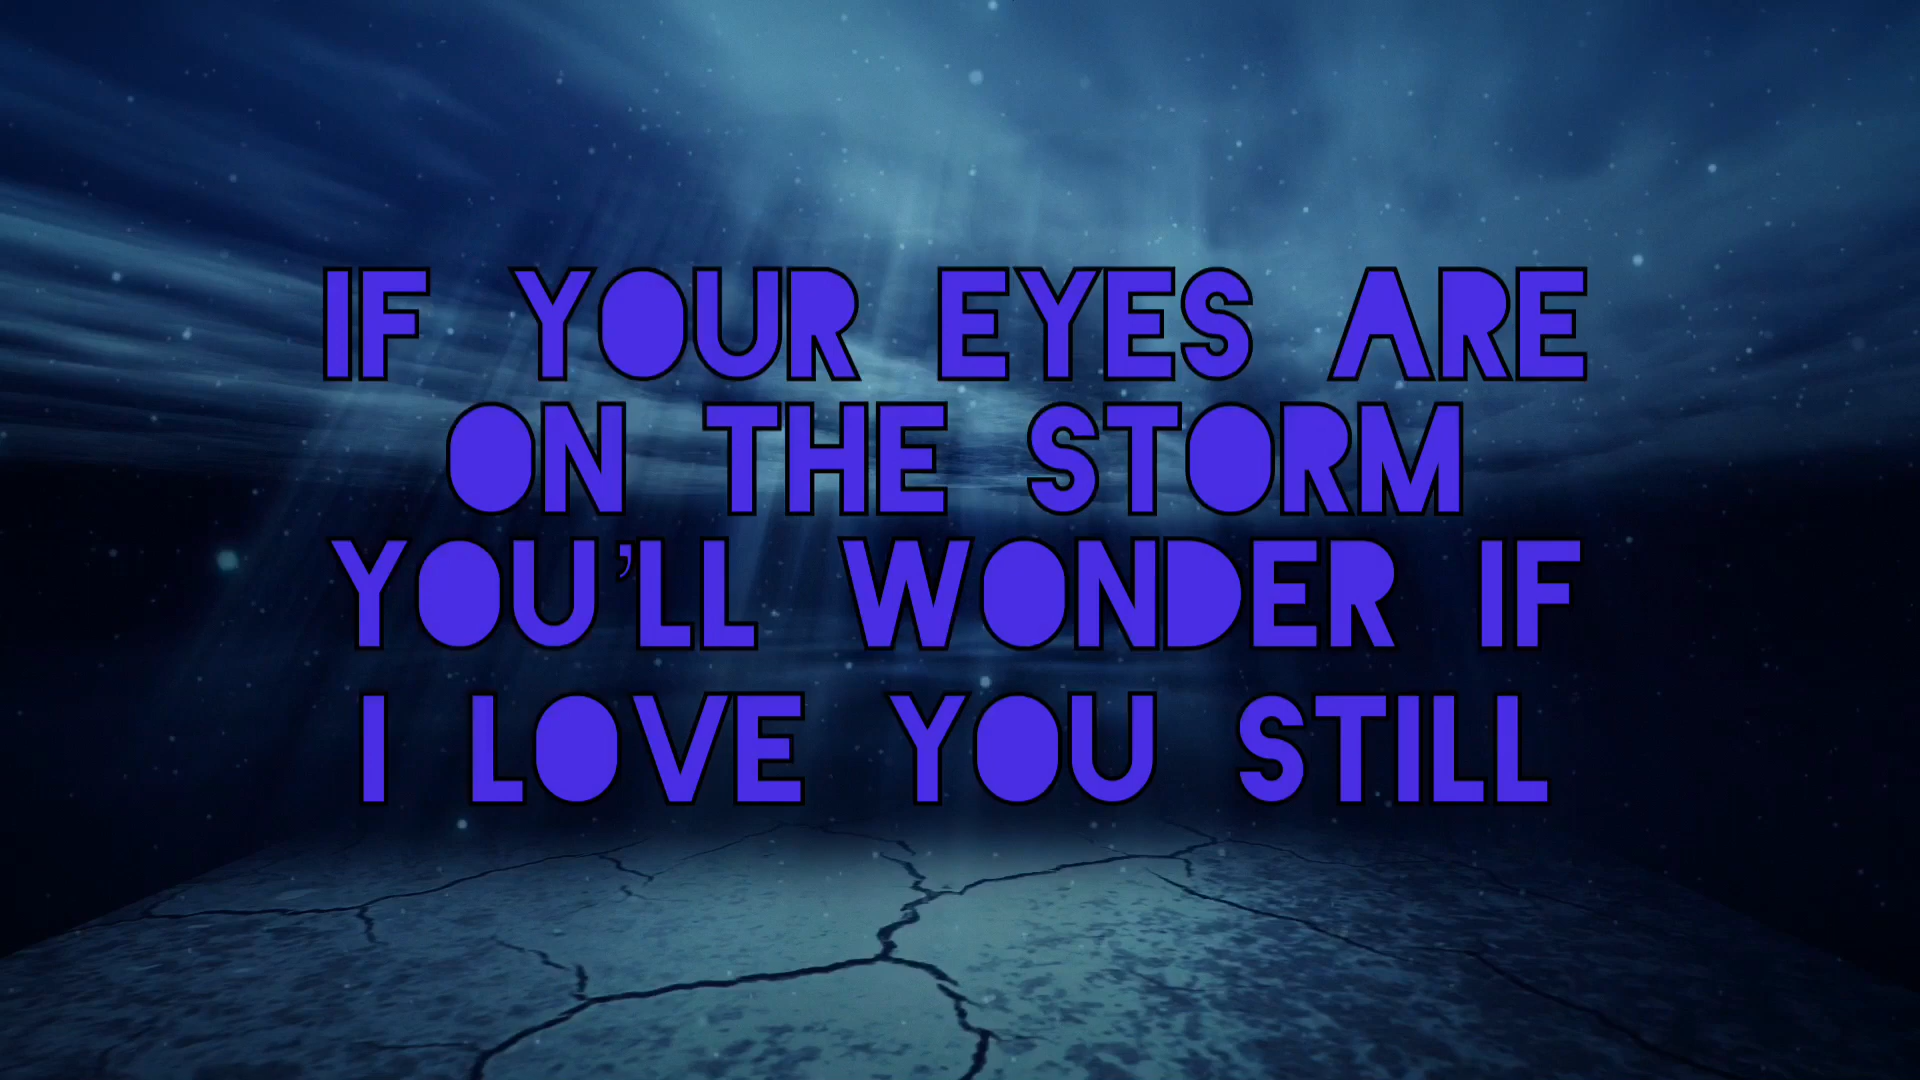 IF YOUR EYES ARE
ON THE STORM
YOU'LL WONDER IF
I LOVE YOU STILL